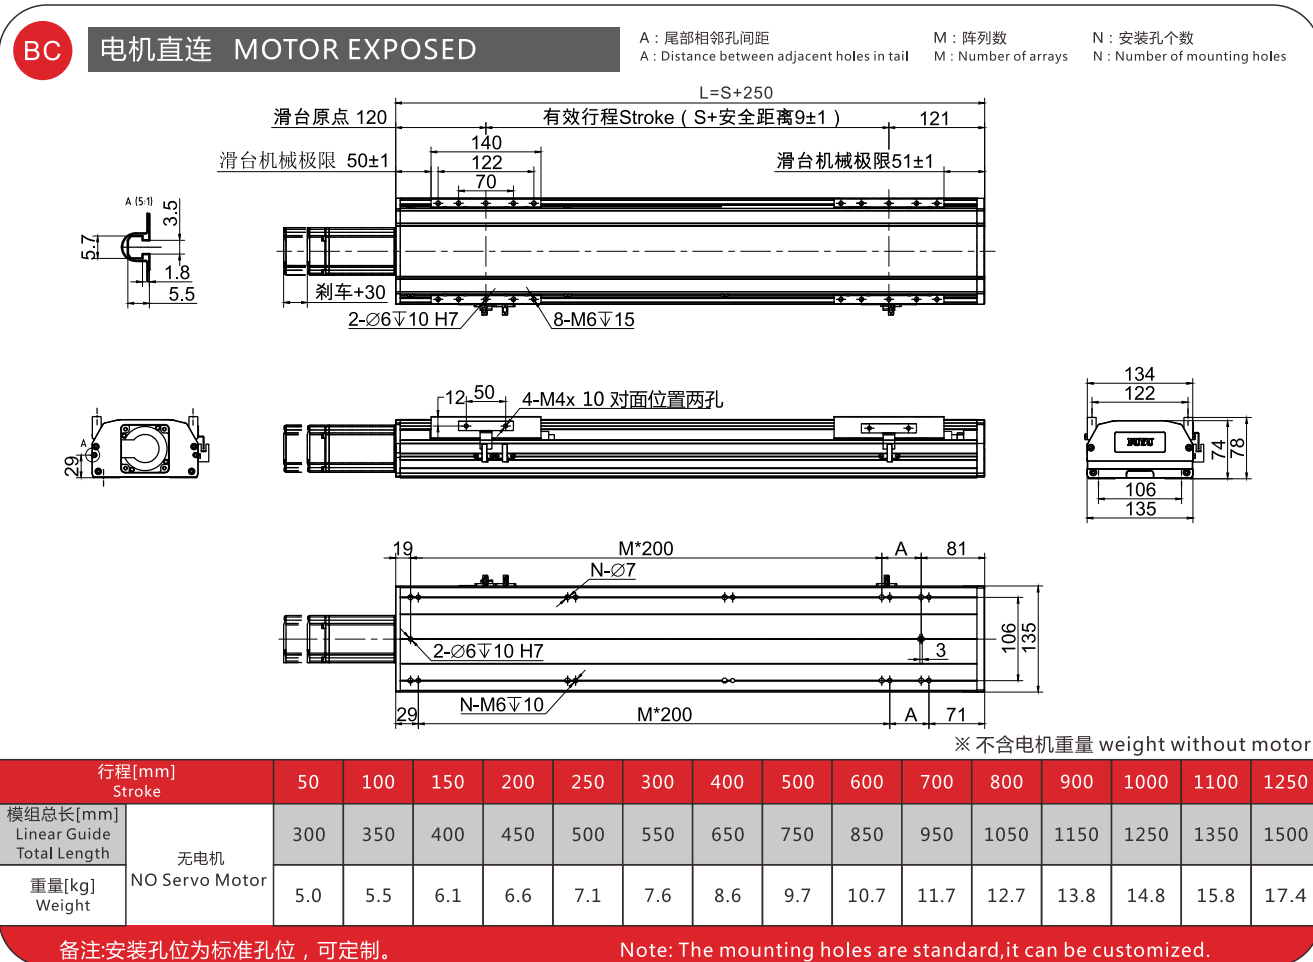 BC
电机直连 MOTOR EXPOSED
A：尾部相邻孔间距
A : Distance between adjacent holes in tail
M：阵列数
M : Number of arrays
N：安装孔个数
N : Number of mounting holes
L=S+250
滑台原点 120
有效行程Stroke（S+安全距离9±1）
121
140
滑台机械极限 50±1
122
滑台机械极限51±1
70
A (5:1)
3.5
5.7
1.8
5.5
刹车+30
2-∅6↧10 H7
8-M6↧15
12
50
4-M4x 10 对面位置两孔
A
29
134
122
FUYU
74
78
106
135
19
M*200
A
81
N-∅7
2-∅6↧10 H7
3
106
135
N-M6↧10
29
M*200
A
71
※ 不含电机重量 weight without motor
行程[mm]
Stroke
50 100 150 200 250 300 400 500 600 700 800 900 1000 1100 1250
模组总长[mm]
Linear Guide
Total Length
无电机
NO Servo Motor
300 350 400 450 500 550 650 750 850 950 1050 1150 1250 1350 1500
重量[kg]
Weight
5.0 5.5 6.1 6.6 7.1 7.6 8.6 9.7 10.7 11.7 12.7 13.8 14.8 15.8 17.4
备注:安装孔位为标准孔位，可定制。
Note: The mounting holes are standard,it can be customized.